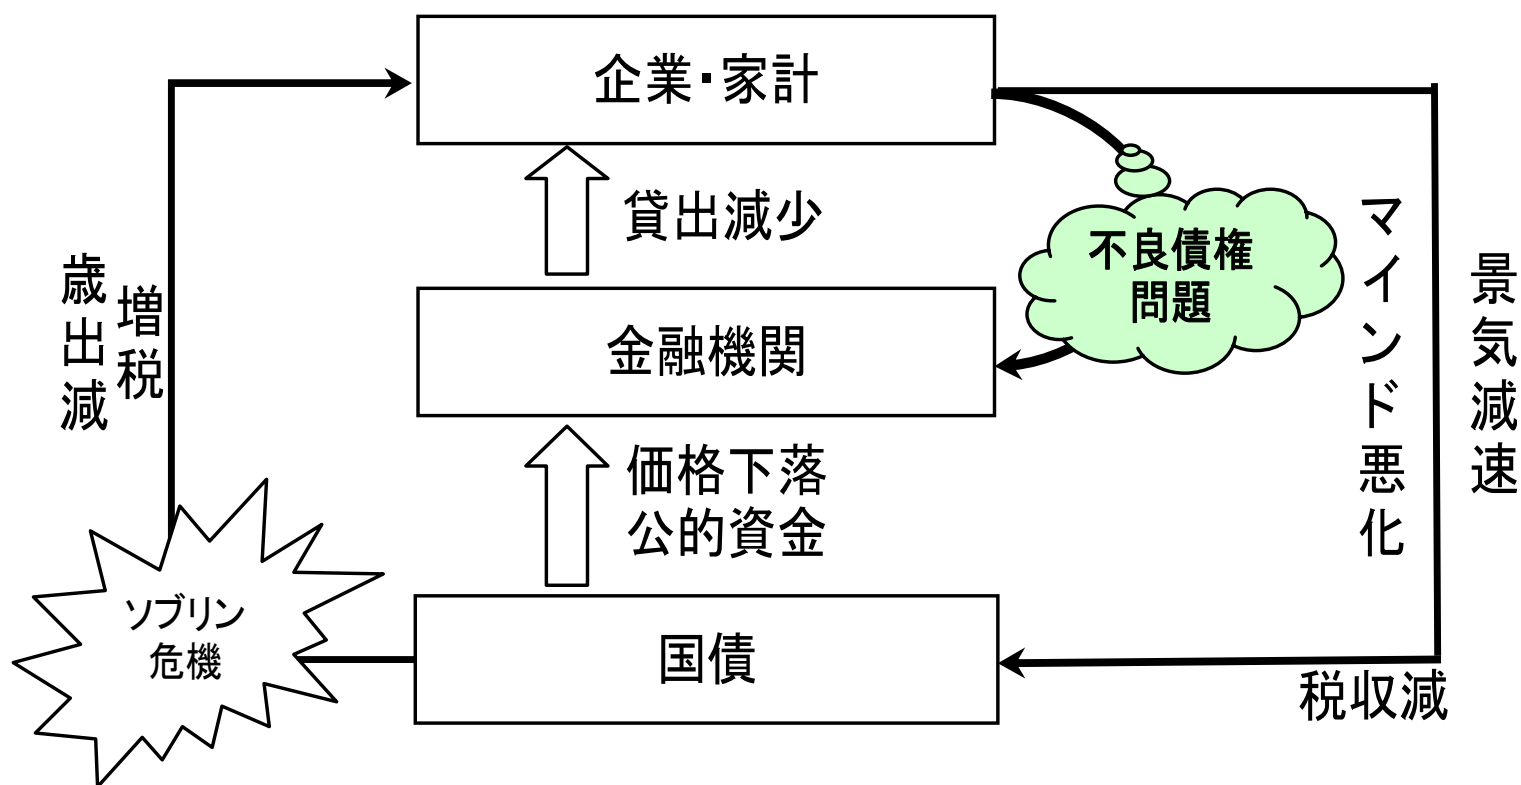 企業・家計
貸出減少
不良債権
問題
金融機関
価格下落
公的資金
国債
ソブリン
危機
歳出減
増税
マインド悪化
景気減速
税収減